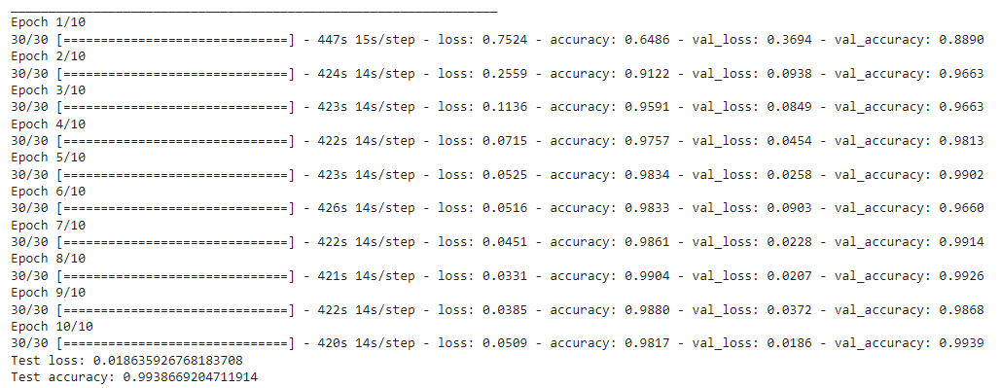 Epoch 1/10
30/30 [==============================] - 447s 15s/step - loss: 0.7524 - accuracy: 0.6486 - val_loss: 0.3694 - val_accuracy: 0.8890
Epoch 2/10
30/30 [==============================] - 424s 14s/step - loss: 0.2559 - accuracy: 0.9122 - val_loss: 0.0938 - val_accuracy: 0.9663
Epoch 3/10
30/30 [==============================] - 423s 14s/step - loss: 0.1136 - accuracy: 0.9591 - val_loss: 0.0849 - val_accuracy: 0.9663
Epoch 4/10
30/30 [==============================] - 422s 14s/step - loss: 0.0715 - accuracy: 0.9757 - val_loss: 0.0454 - val_accuracy: 0.9813
Epoch 5/10
30/30 [==============================] - 423s 14s/step - loss: 0.0525 - accuracy: 0.9834 - val_loss: 0.0258 - val_accuracy: 0.9902
Epoch 6/10
30/30 [==============================] - 426s 14s/step - loss: 0.0516 - accuracy: 0.9833 - val_loss: 0.0903 - val_accuracy: 0.9660
Epoch 7/10
30/30 [==============================] - 422s 14s/step - loss: 0.0451 - accuracy: 0.9861 - val_loss: 0.0228 - val_accuracy: 0.9914
Epoch 8/10
30/30 [==============================] - 421s 14s/step - loss: 0.0331 - accuracy: 0.9904 - val_loss: 0.0207 - val_accuracy: 0.9926
Epoch 9/10
30/30 [==============================] - 422s 14s/step - loss: 0.0385 - accuracy: 0.9880 - val_loss: 0.0372 - val_accuracy: 0.9868
Epoch 10/10
30/30 [==============================] - 420s 14s/step - loss: 0.0509 - accuracy: 0.9817 - val_loss: 0.0186 - val_accuracy: 0.9939
Test loss: 0.018635926768183708
Test accuracy: 0.9938669204711914